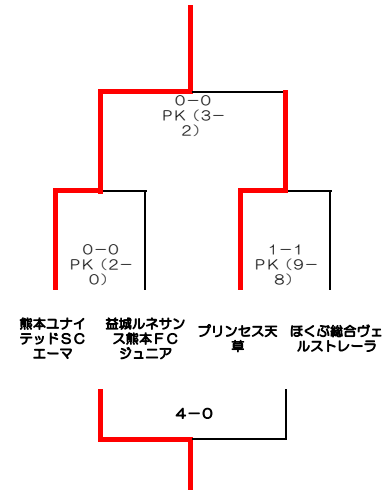 ０－０
ＰＫ（３－
２）
０－０
ＰＫ（２－
０）
１－１
ＰＫ（９－
８）
熊本ユナイ
テッドＳＣ
エーマ
益城ルネサン
ス熊本ＦＣ
ジュニア
プリンセス天
草
ほくぶ総合ヴェ
ルストレーラ
４－０